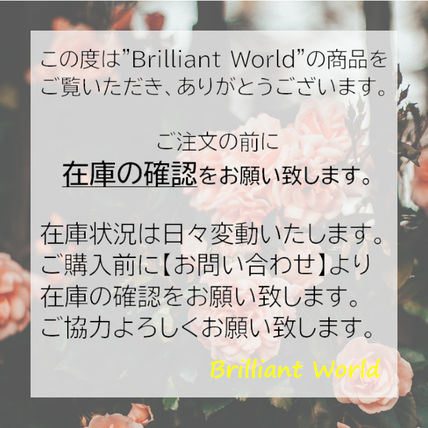 この度は”Brilliant World”の商品を
ご覧いただき、ありがとうございます。
ご注文の前に
在庫の確認をお願い致します。
在庫状況は日々変動いたします。
ご購入前に【お問い合わせ】より
在庫の確認をお願い致します。
ご協力よろしくお願い致します。
Brilliant World